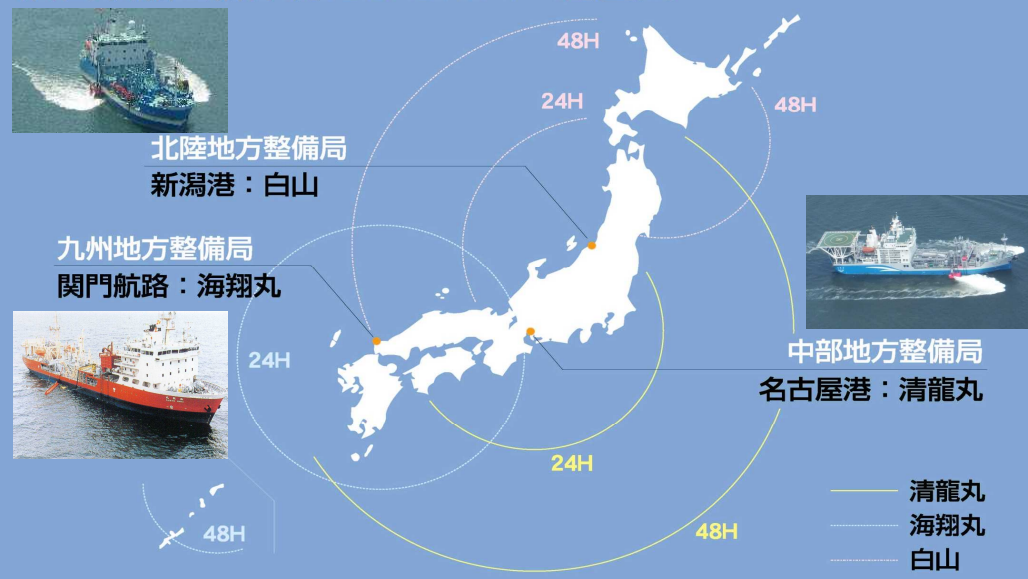 48H
24H
48H
北陸地方整備局
新潟港：白山
九州地方整備局
関門航路：海翔丸
24H
中部地方整備局
名古屋港：清龍丸
24H
48H
48H
清龍丸
海翔丸
白山